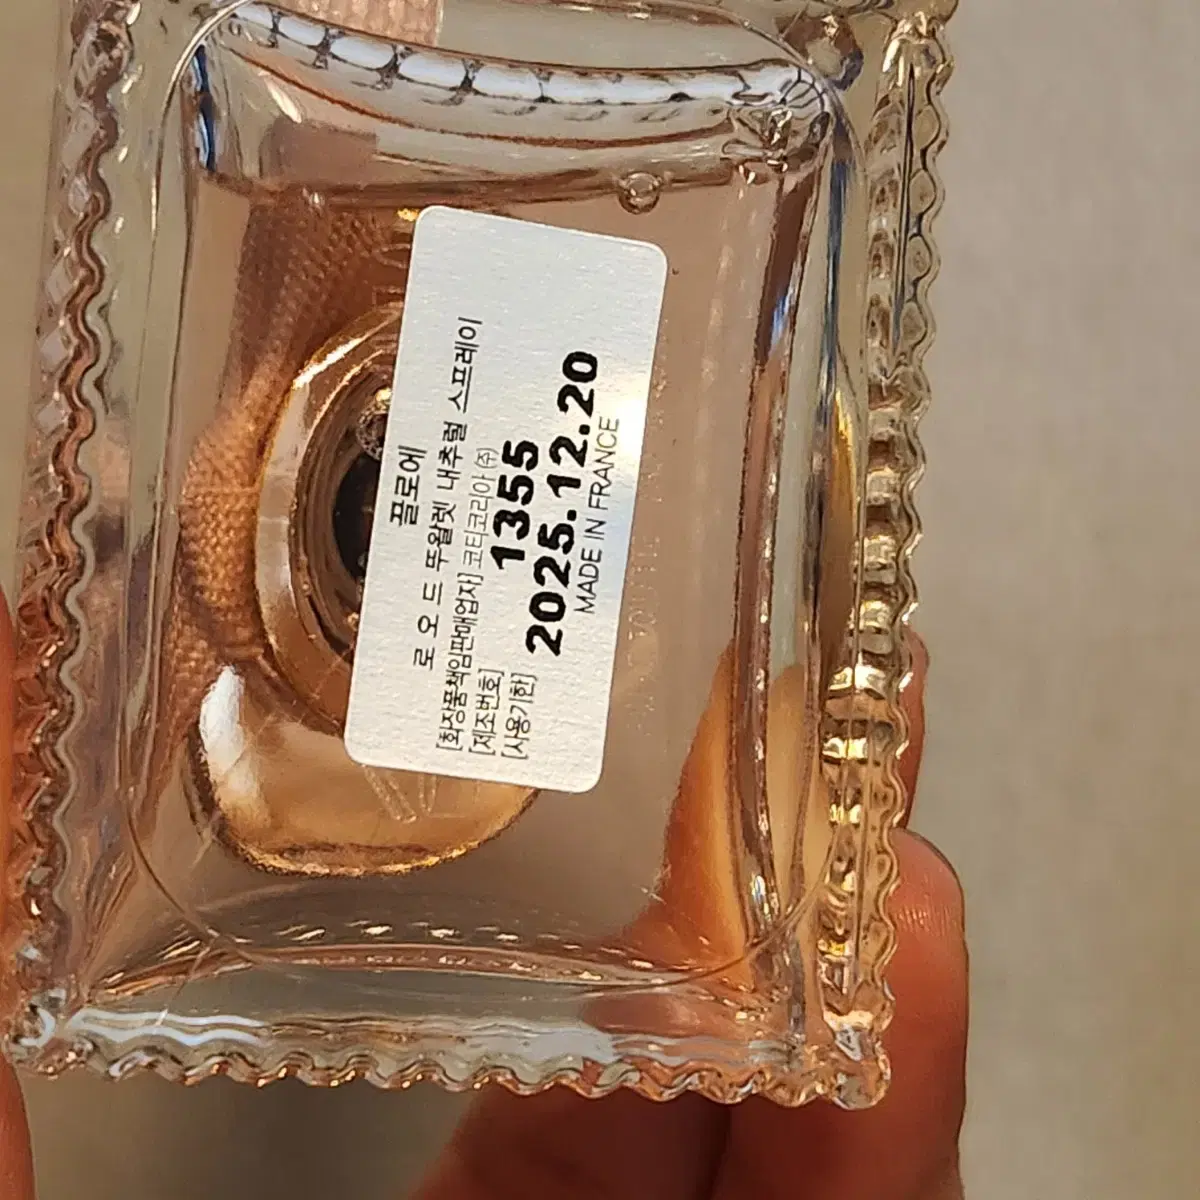 끌로에
로 오 드 뚜왈렛 내추럴 스프레이
[화장품책임판매업자] 코티코리아 (주)
[제조번호] 1355
[사용기한] 2025.12.20
MADE IN FRANCE